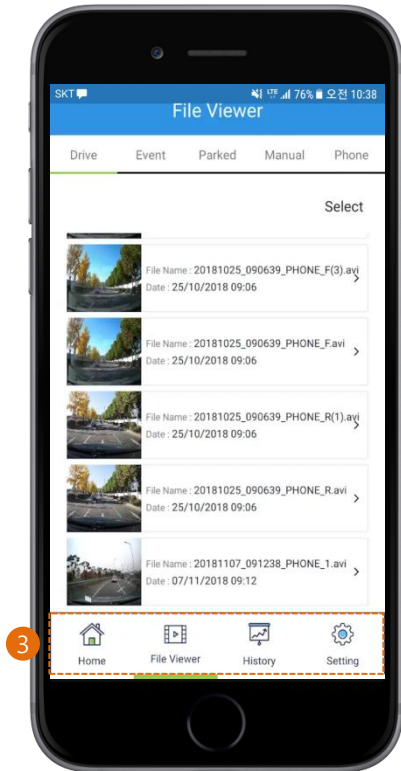 SKT LTE 76% 오전 10:38
File Viewer
Drive Event Parked Manual Phone
Select
File Name : 20181025_090639_PHONE_F(3).avi
Date : 25/10/2018 09:06
File Name : 20181025_090639_PHONE_F.avi
Date : 25/10/2018 09:06
File Name : 20181025_090639_PHONE_R(1).avi
Date : 25/10/2018 09:06
File Name : 20181025_090639_PHONE_R.avi
Date : 25/10/2018 09:06
File Name : 20181107_091238_PHONE_1.avi
Date : 07/11/2018 09:12
3
Home File Viewer History Setting